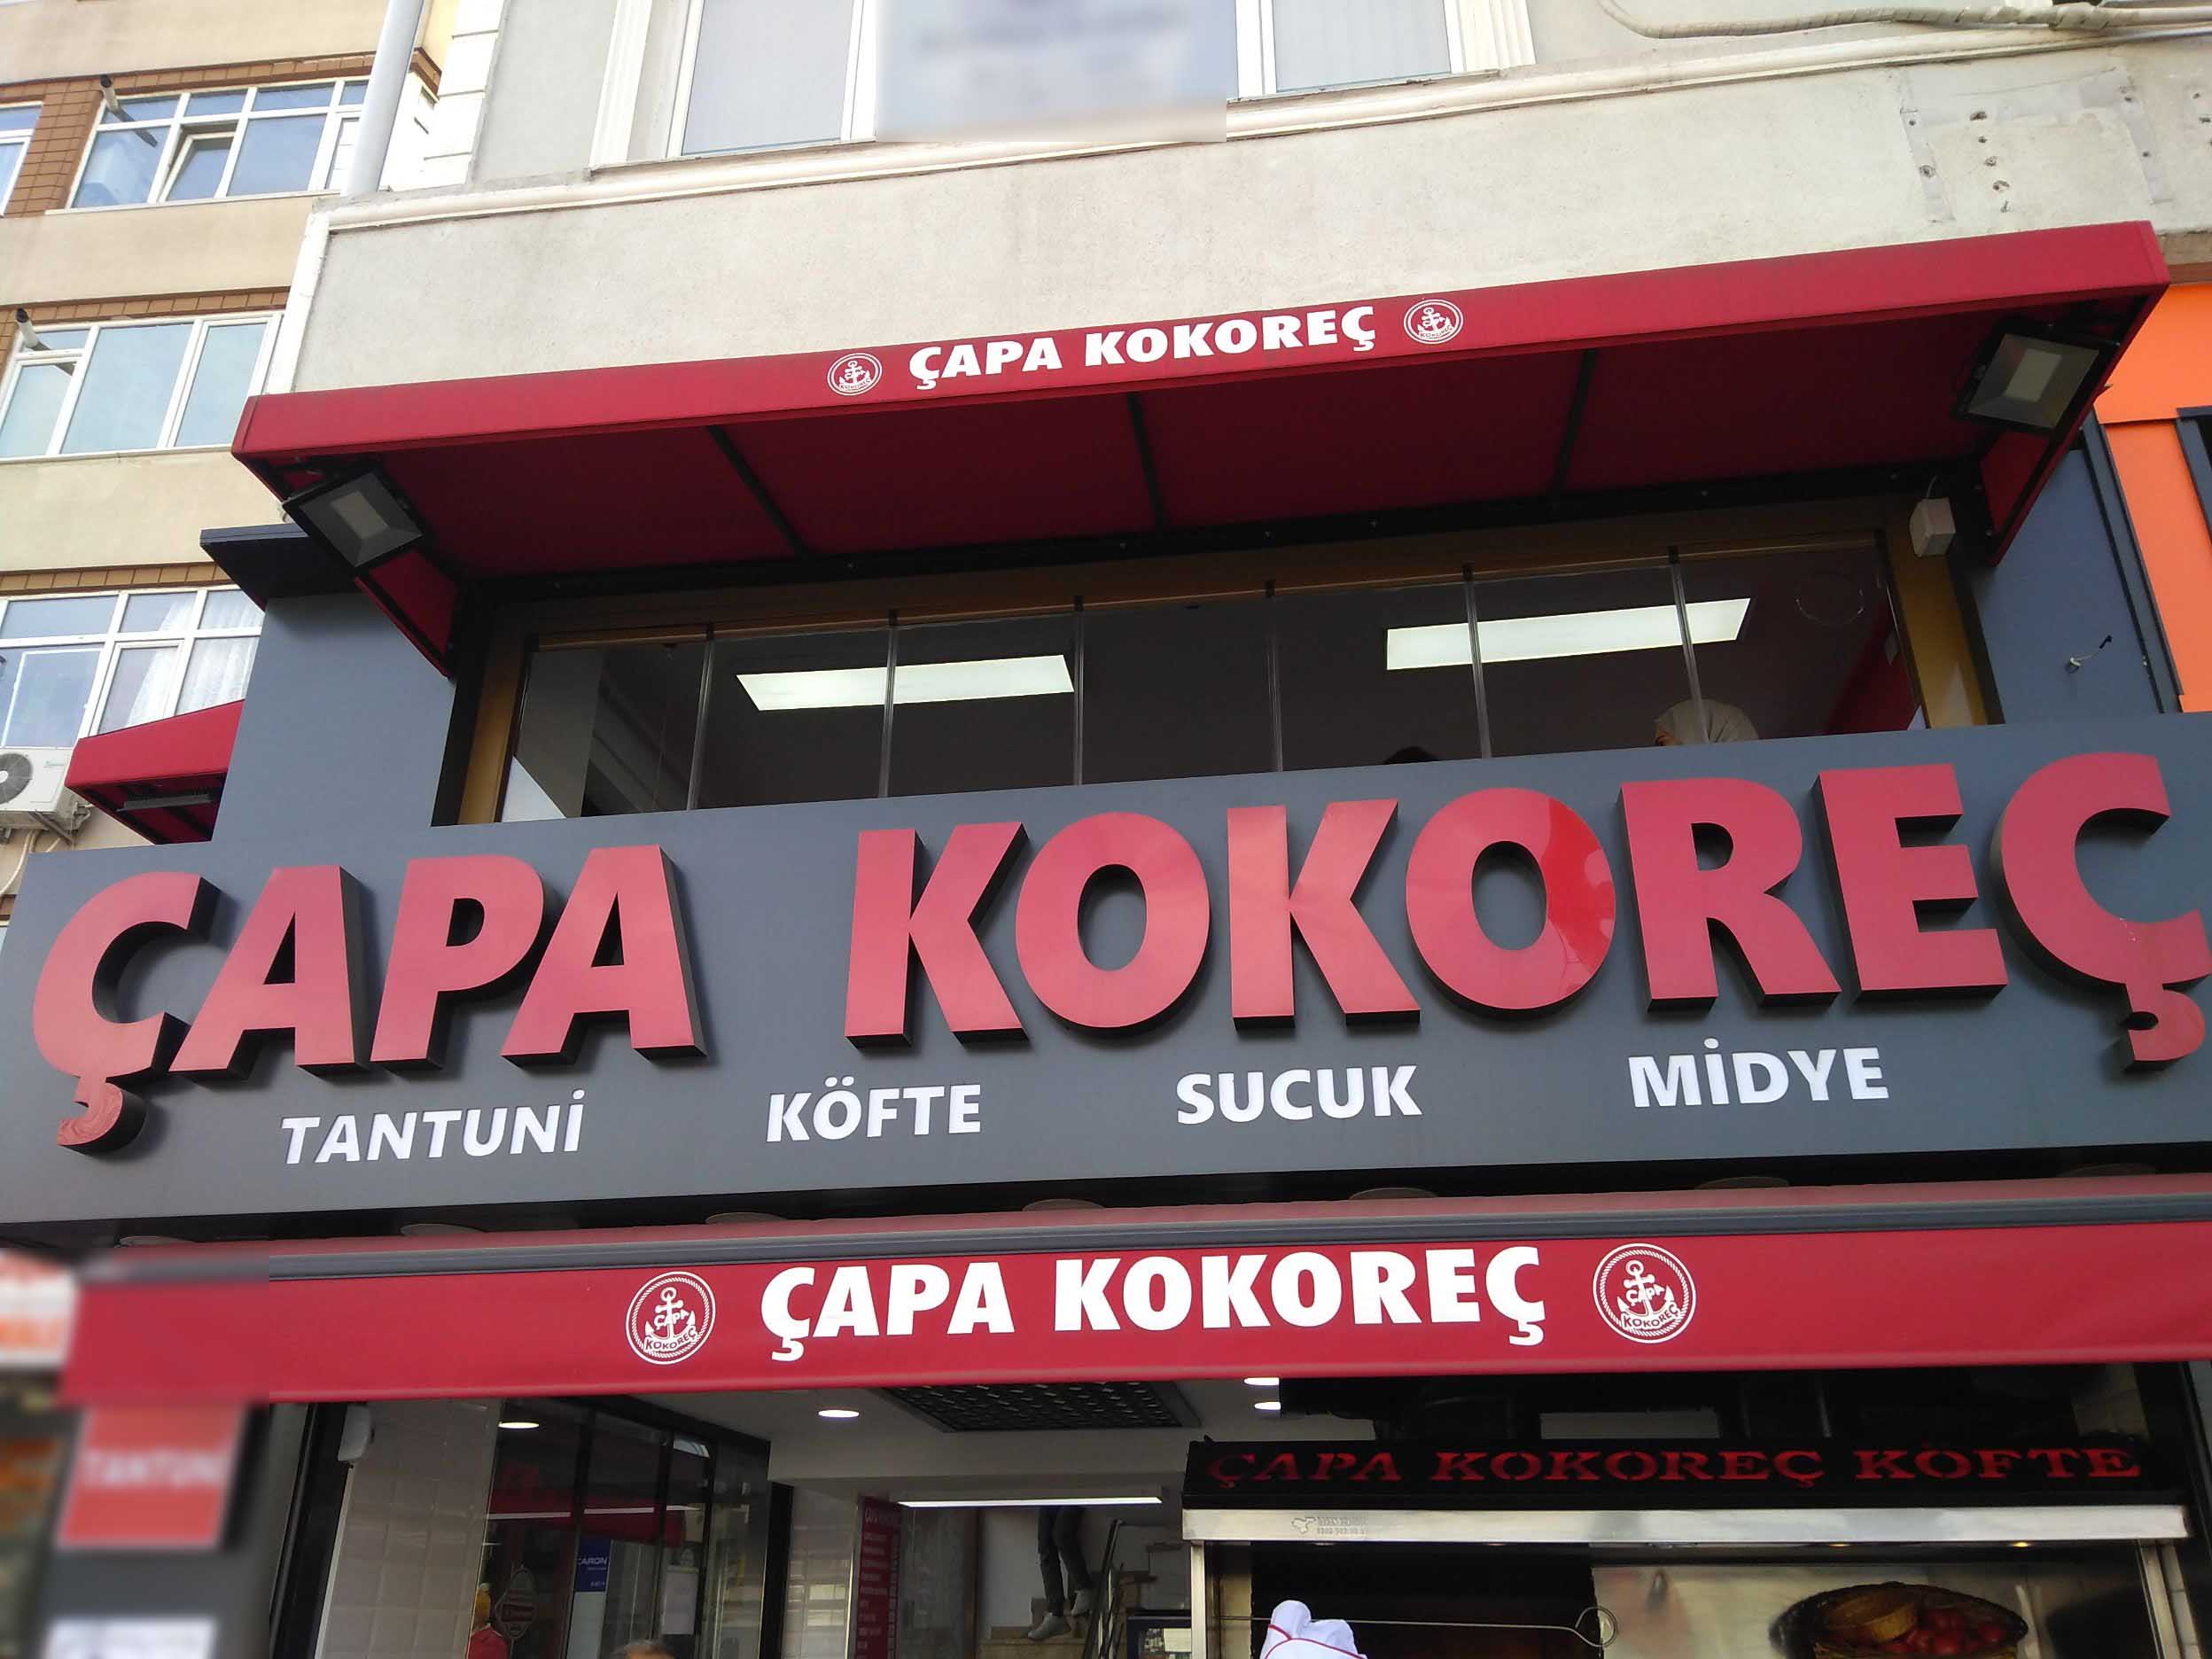 ÇAPA KOKOREÇ
ÇAPA KOKOREÇ
TANTUNİ KÖFTE SUCUK MİDYE
ÇAPA KOKOREÇ
ÇAPA
KOKOREÇ
ÇAPA
KOKOREÇ
ÇAPA KOKOREÇ KÖFTE
TANTUNİ
CARON